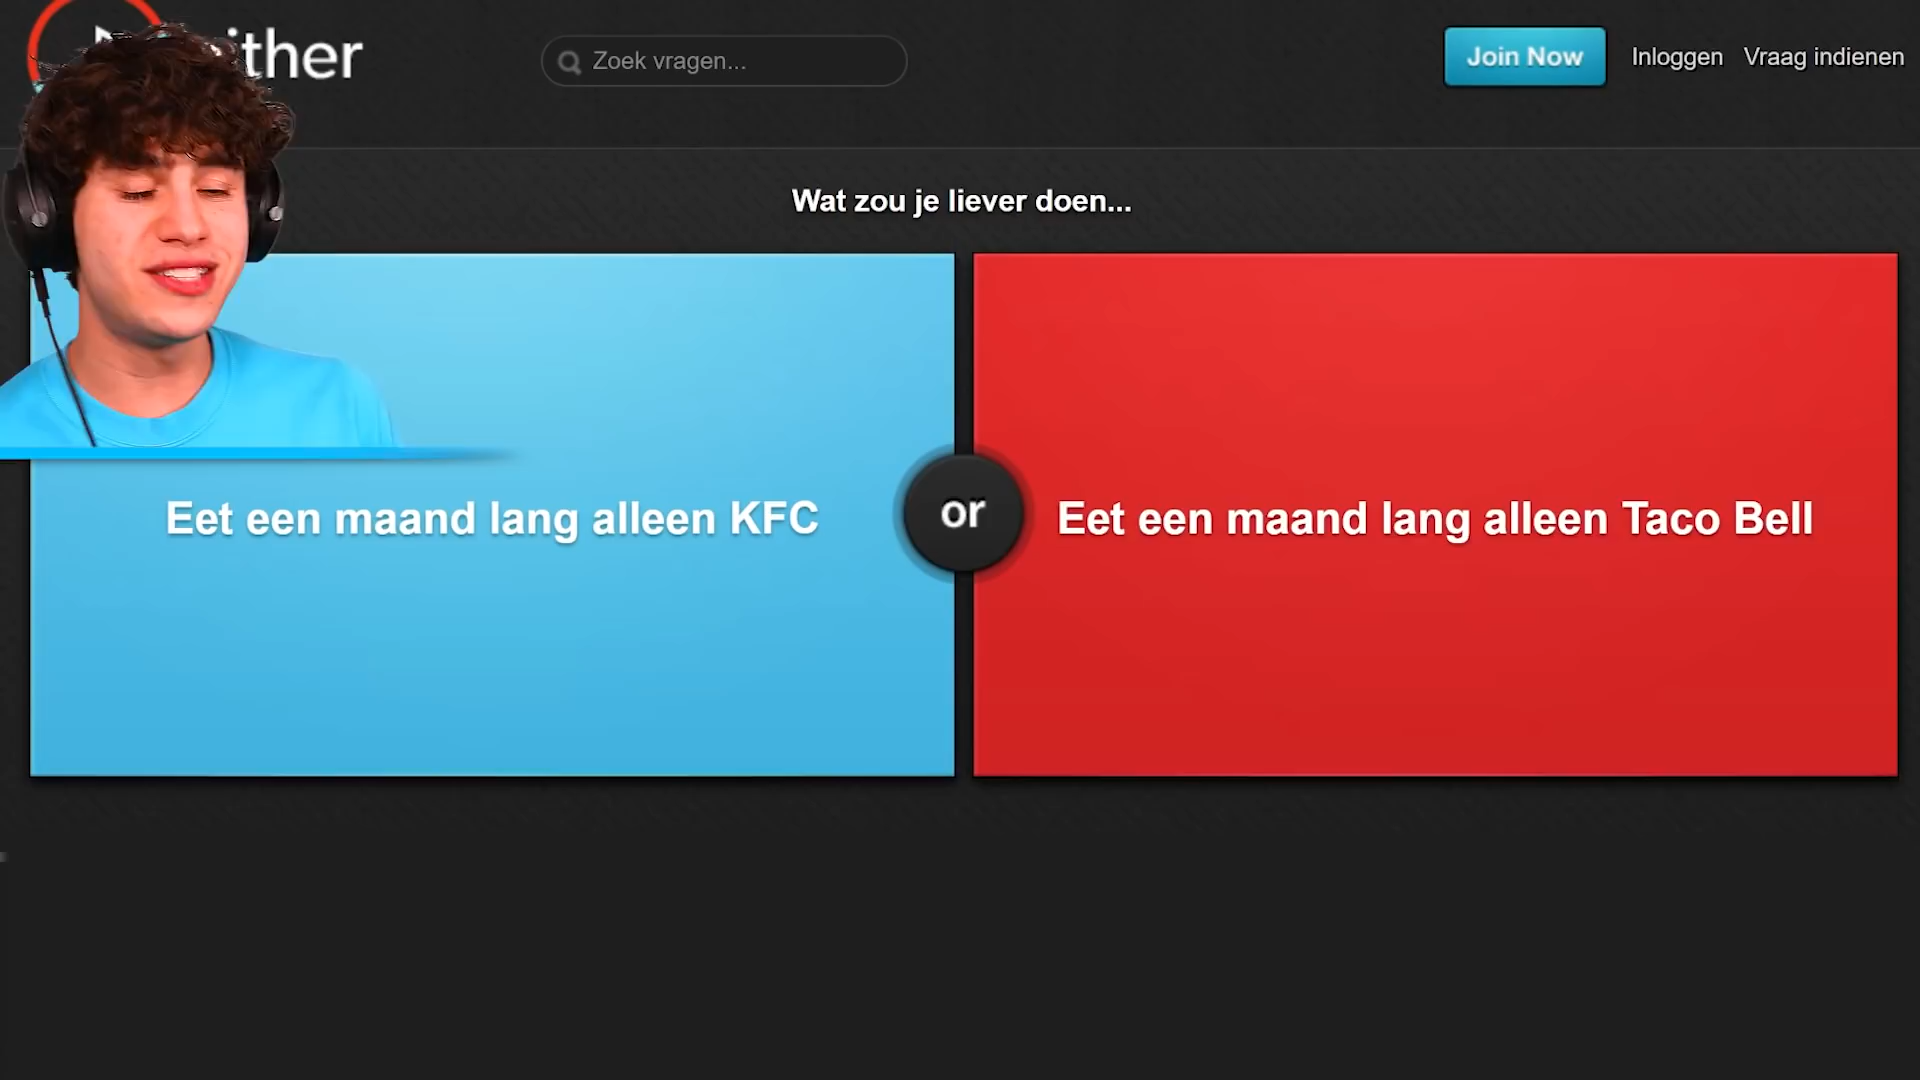 ither
Zoek vragen...
Join Now
Inloggen
Vraag indienen
Wat zou je liever doen...
Eet een maand lang alleen KFC
or
Eet een maand lang alleen Taco Bell